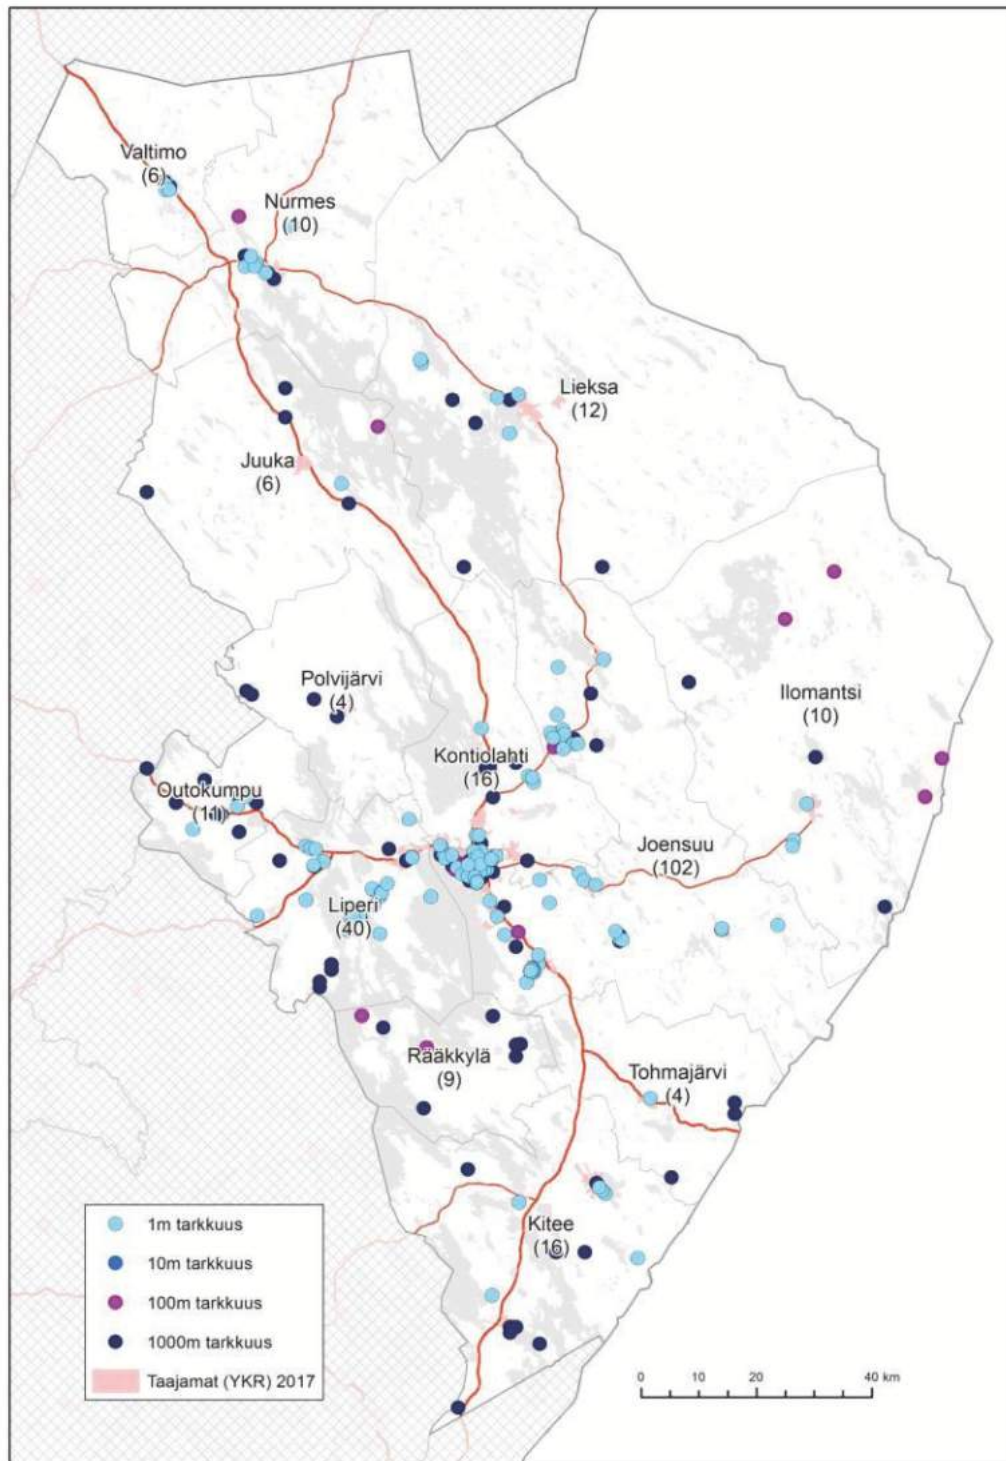 Valtimo
(6)
Nurmes
(10)
Lieksa
(12)
Juuka
(6)
Polvijärvi
(4)
Ilomantsi
(10)
Kontiolahti
(16)
Outokumpu
(11)
Joensuu
(102)
Liperi
(40)
Rääkkylä
(9)
Tohmajärvi
(4)
Kitee
(16)
1m tarkkuus
10m tarkkuus
100m tarkkuus
1000m tarkkuus
Taajamat (YKR) 2017
0 10 20 40 km